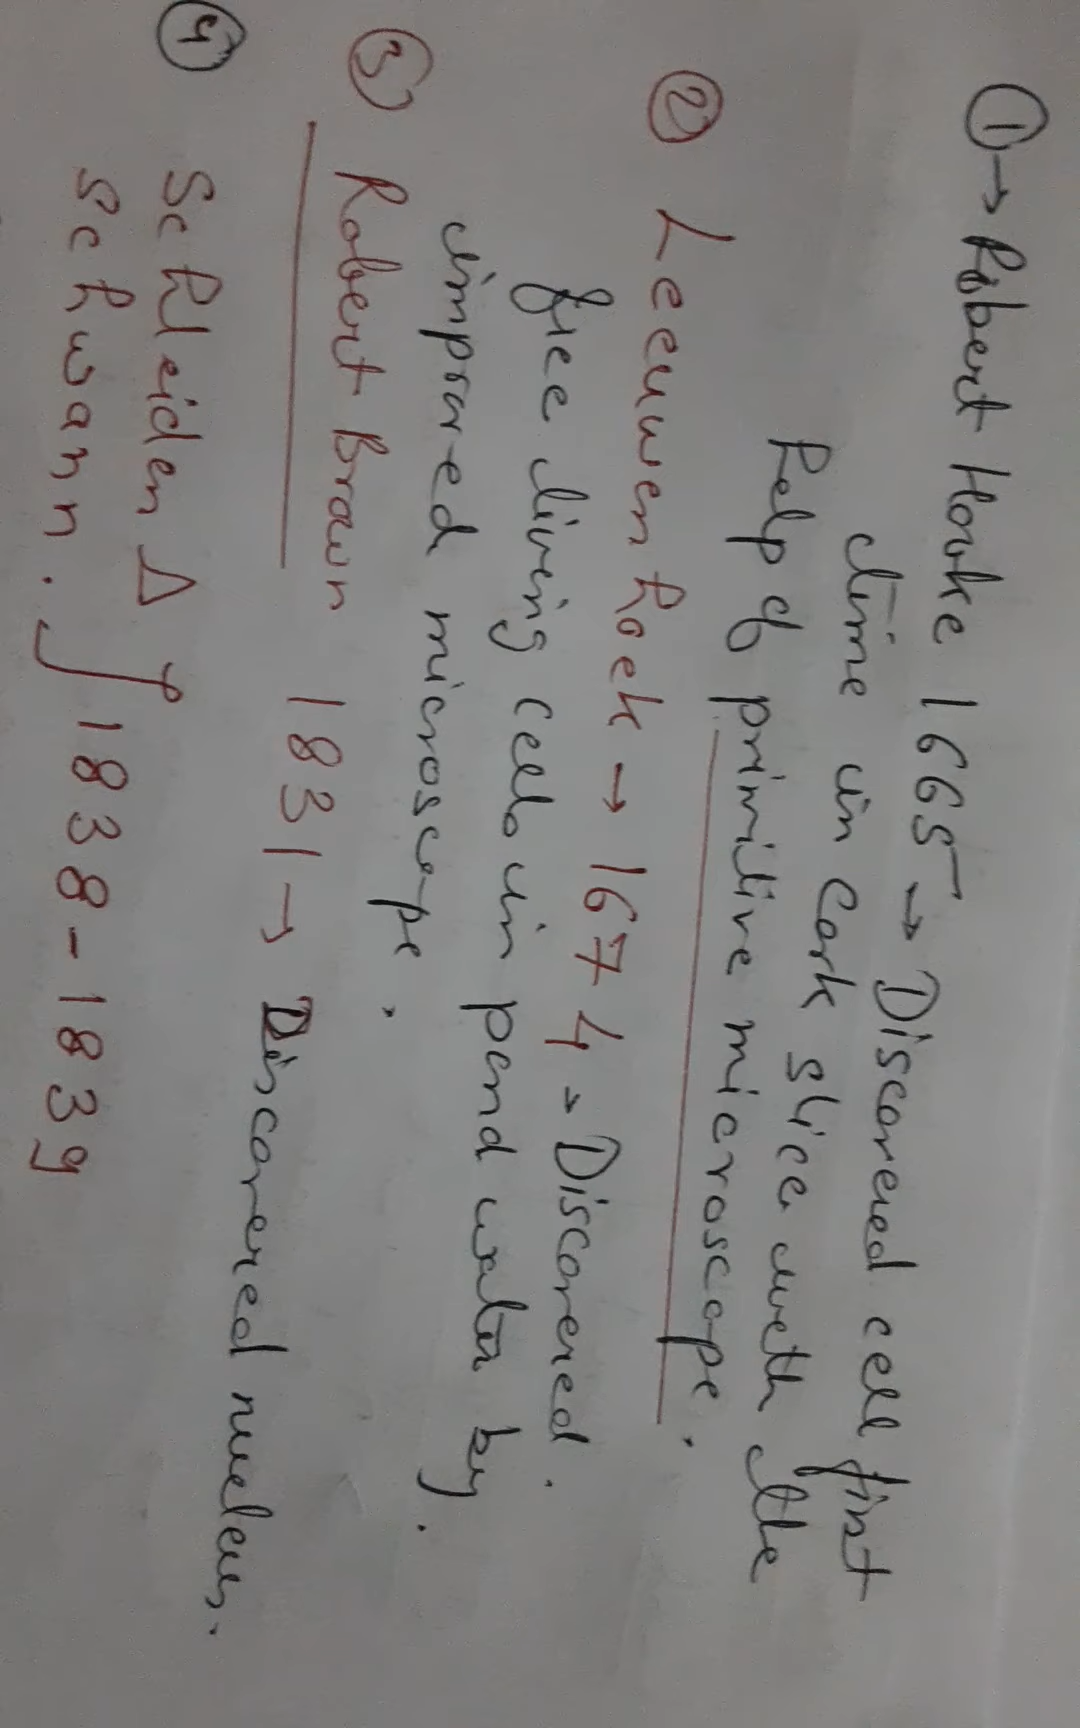 ① → Robert Hooke 1665 → Discovered cell first
time in cork slice with the
help of primitive microscope.
② Leeuwenhoek → 1674 → Discovered.
free living cells in pond water by.
improved microscope.
③ Robert Brown 1831 → Discovered nucleus.
④ Schleiden &
Schwann. } 1838-1839